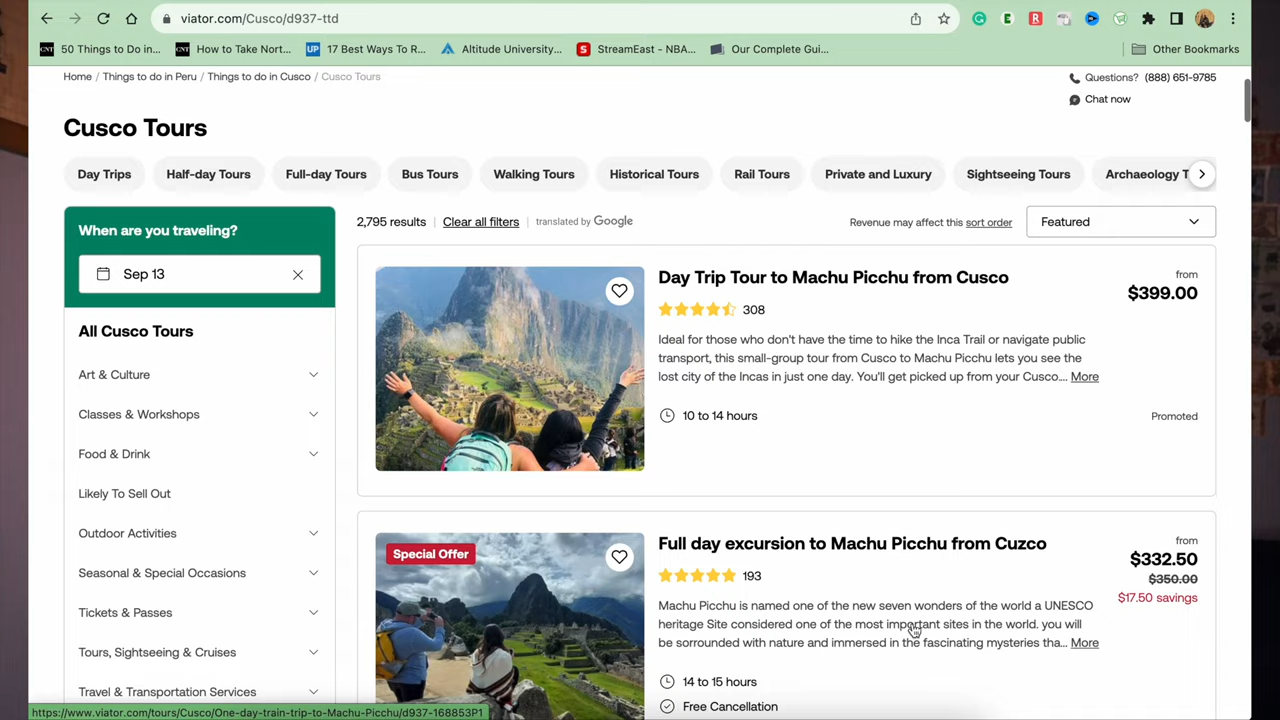 viator.com/Cusco/d937-ttd
50 Things to Do in...
How to Take Nort...
17 Best Ways To R...
Altitude University...
StreamEast - NBA...
Our Complete Gui...
Other Bookmarks
Home / Things to do in Peru / Things to do in Cusco / Cusco Tours
Questions? (888) 651-9785
Chat now
Cusco Tours
Day Trips
Half-day Tours
Full-day Tours
Bus Tours
Walking Tours
Historical Tours
Rail Tours
Private and Luxury
Sightseeing Tours
Archaeology T
When are you traveling?
Sep 13
2,795 results
Clear all filters
translated by Google
Revenue may affect this sort order
Featured
All Cusco Tours
Art & Culture
Classes & Workshops
Food & Drink
Likely To Sell Out
Outdoor Activities
Seasonal & Special Occasions
Tickets & Passes
Tours, Sightseeing & Cruises
Travel & Transportation Services
Day Trip Tour to Machu Picchu from Cusco
308
from
$399.00
Ideal for those who don't have the time to hike the Inca Trail or navigate public
transport, this small-group tour from Cusco to Machu Picchu lets you see the
lost city of the Incas in just one day. You'll get picked up from your Cusco.... More
10 to 14 hours
Promoted
Special Offer
Full day excursion to Machu Picchu from Cuzco
193
from
$332.50
$350.00
$17.50 savings
Machu Picchu is named one of the new seven wonders of the world a UNESCO
heritage Site considered one of the most important sites in the world. you will
be sorrounded with nature and immersed in the fascinating mysteries tha... More
14 to 15 hours
Free Cancellation
https://www.viator.com/tours/Cusco/One-day-train-trip-to-Machu-Picchu/d937-168853P1